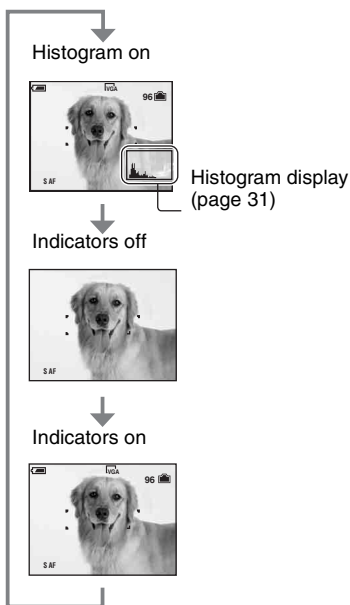 Histogram on
VGA
96
S AF
Histogram display
(page 31)
Indicators off
S AF
Indicators on
VGA
96
S AF